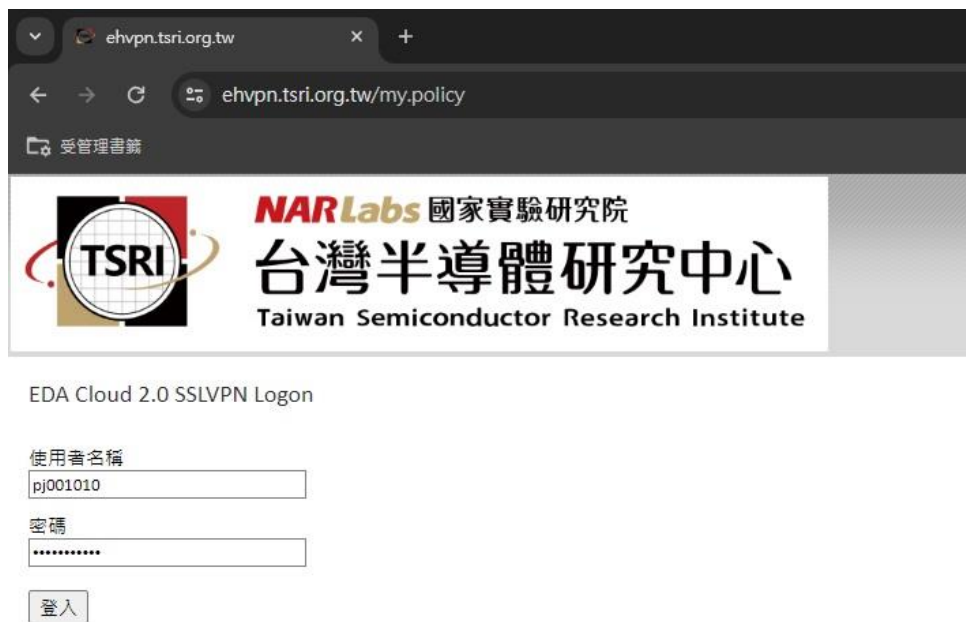 ehvpn.tsri.org.tw
ehvpn.tsri.org.tw/my.policy
受管理書籤
TSRI
NARLabs 國家實驗研究院
台灣半導體研究中心
Taiwan Semiconductor Research Institute
EDA Cloud 2.0 SSLVPN Logon
使用者名稱
pj001010
密碼
•••••••••••
登入